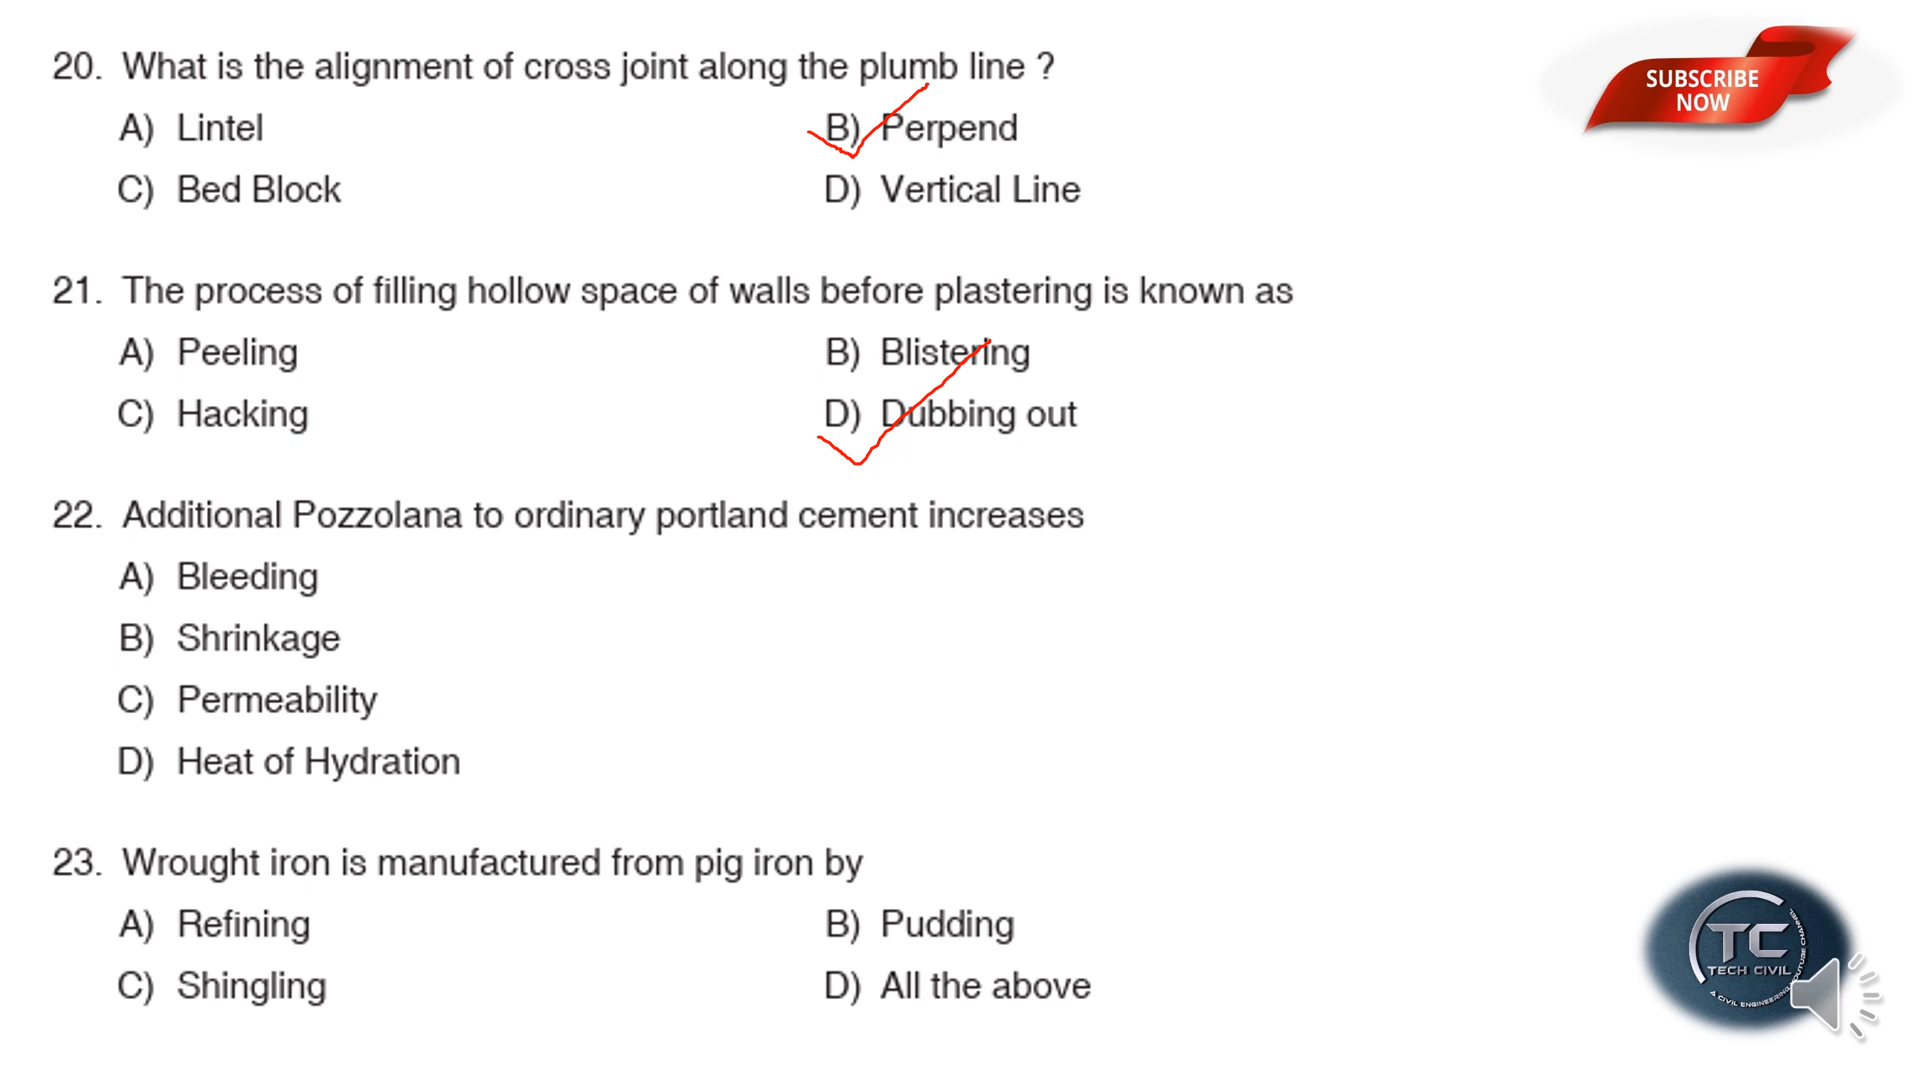 20. What is the alignment of cross joint along the plumb line ?
A) Lintel
B) Perpend
C) Bed Block
D) Vertical Line
21. The process of filling hollow space of walls before plastering is known as
A) Peeling
B) Blistering
C) Hacking
D) Dubbing out
22. Additional Pozzolana to ordinary portland cement increases
A) Bleeding
B) Shrinkage
C) Permeability
D) Heat of Hydration
23. Wrought iron is manufactured from pig iron by
A) Refining
B) Pudding
C) Shingling
D) All the above
SUBSCRIBE
NOW
TC
TECH CIVIL
A CIVIL ENGINEERING YOUTUBE CHANNEL